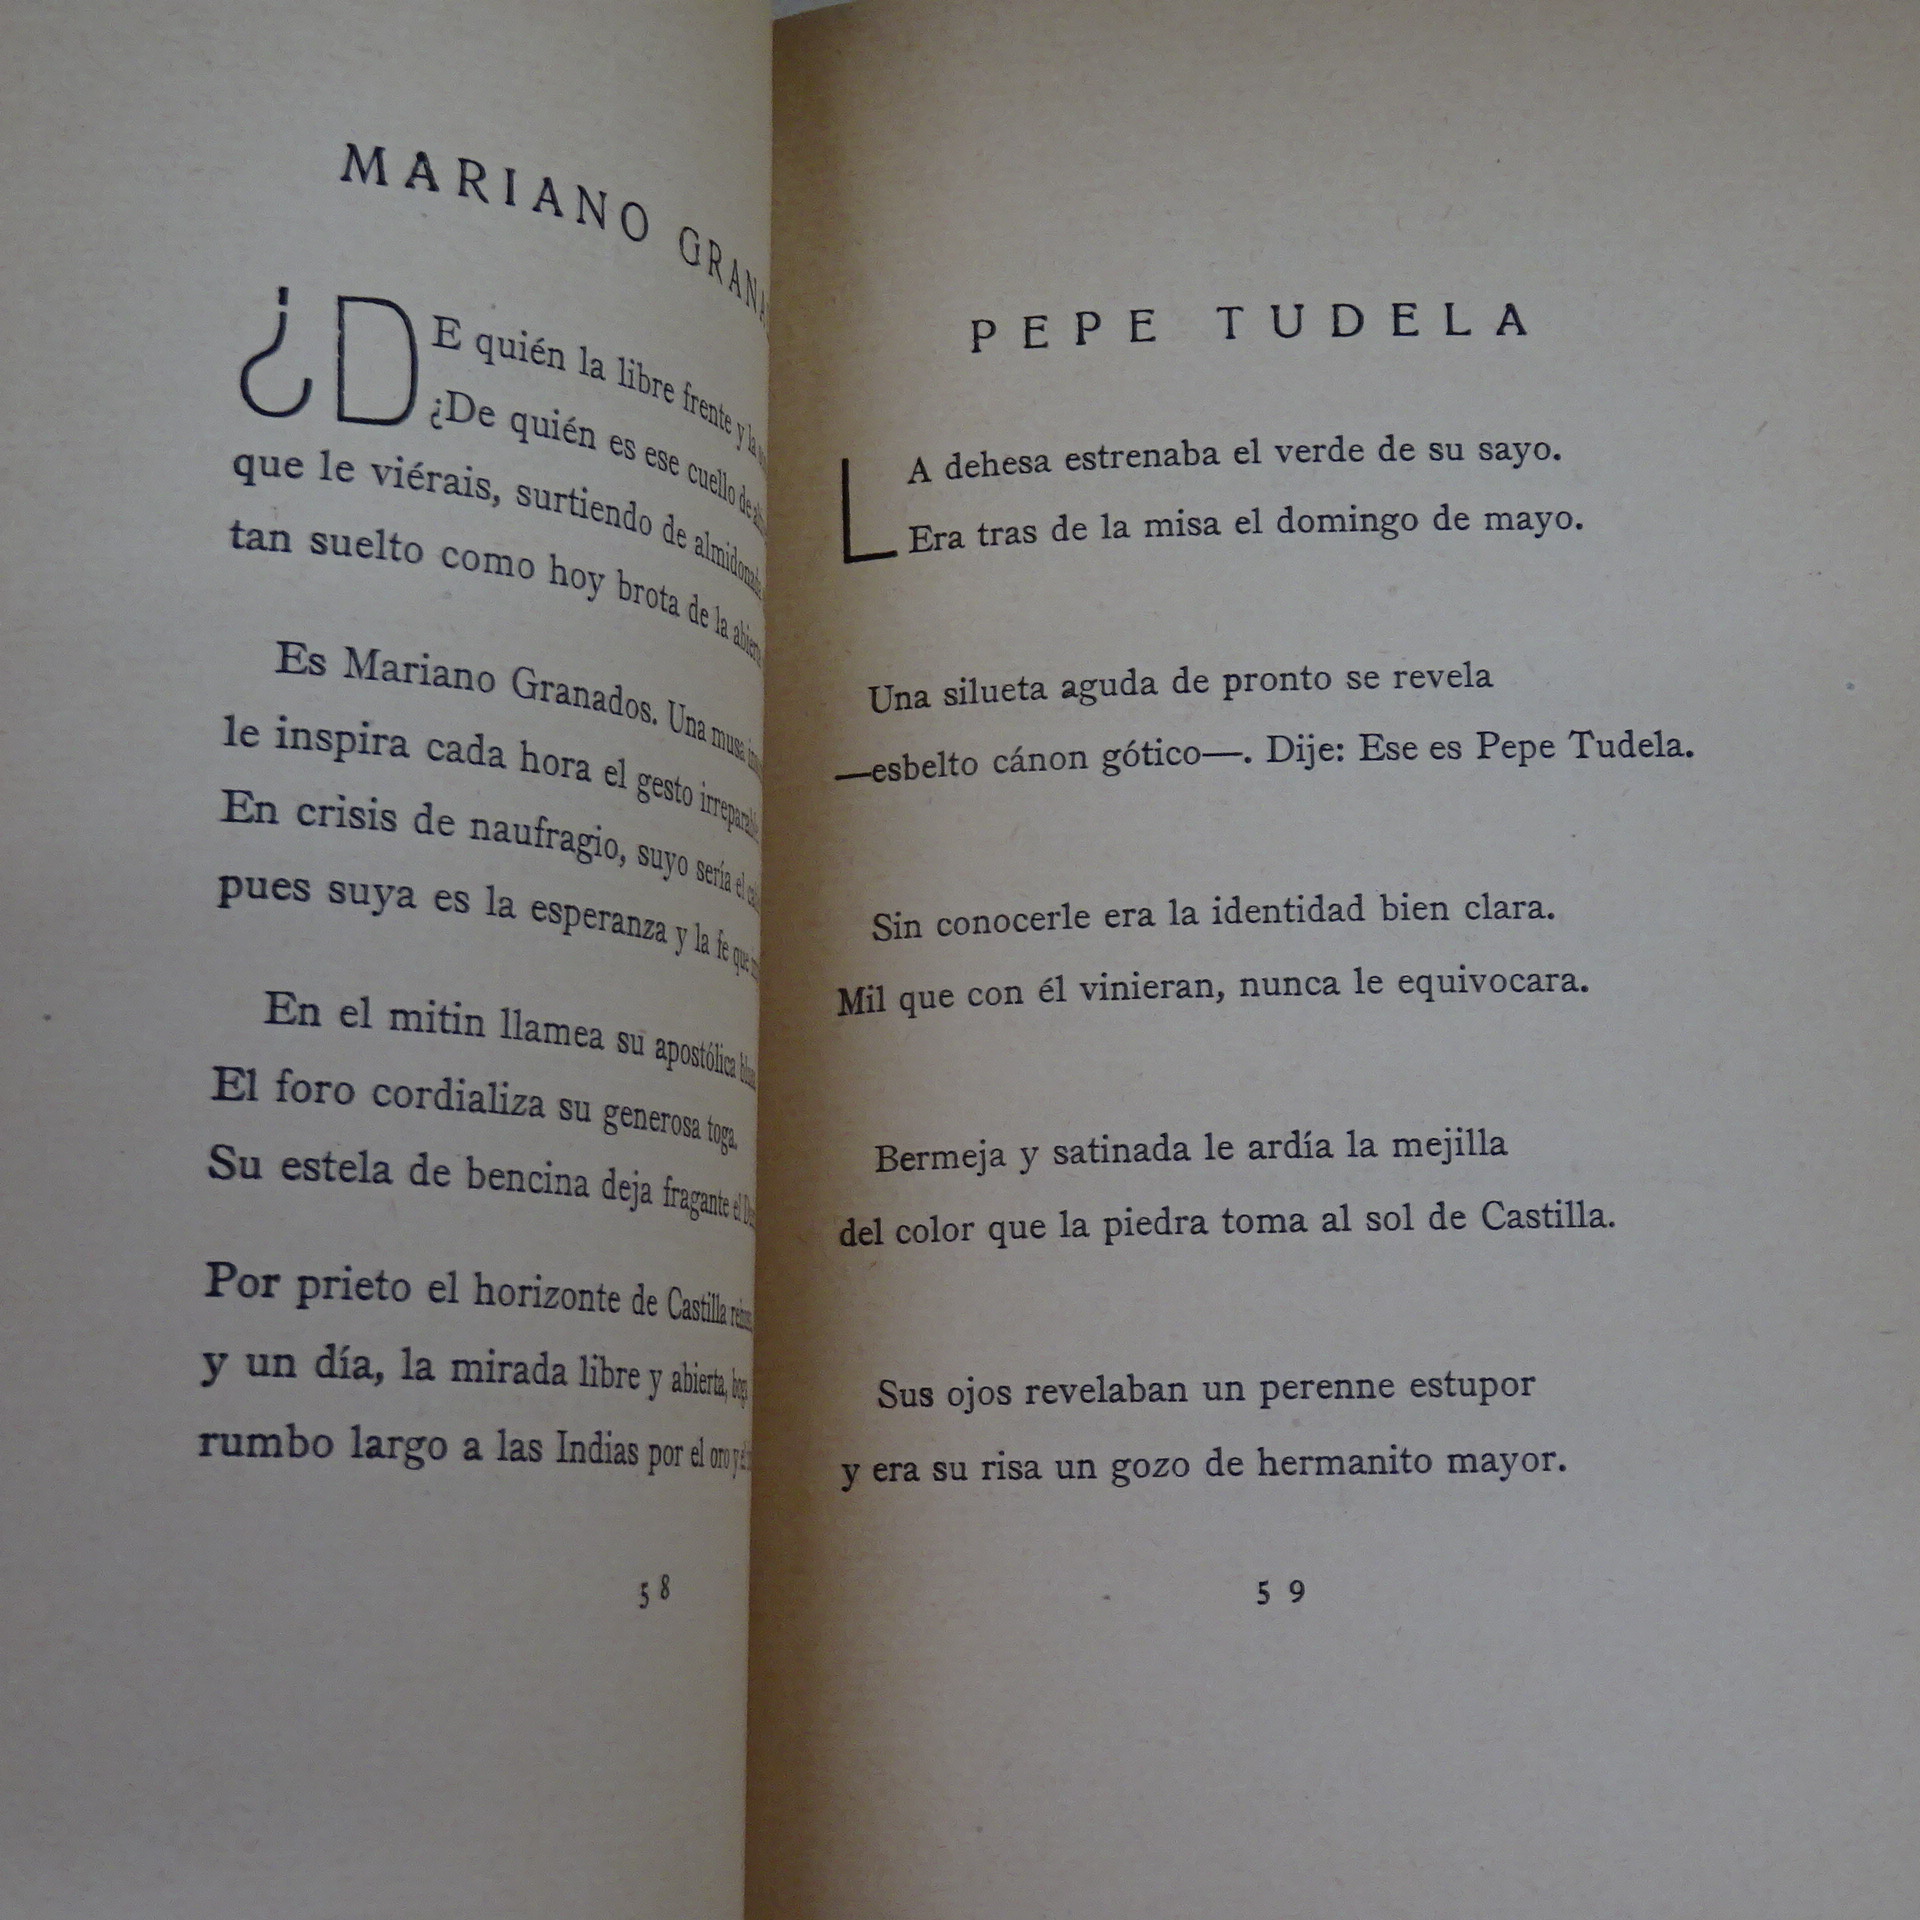 MARIANO
¿DE quién la libre frente y la
¿De quién es ese cuello de
que le viérais, surtiendo de
tan suelto como hoy brota de la
Es Mariano Granados. Una musa
le inspira cada hora el gesto
En crisis de naufragio, suyo sería el
pues suya es la esperanza y la fe que
En el mitin llamea su apostólica
El foro cordializa su generosa toga.
Su estela de bencina deja fragante el
Por prieto el horizonte de Castilla
y un día, la mirada libre y abierta,
rumbo largo a las Indias por el oro y
58
PEPE TUDELA
LA dehesa estrenaba el verde de su sayo.
Era tras de la misa el domingo de mayo.
Una silueta aguda de pronto se revela
—esbelto cánon gótico—. Dije: Ese es Pepe Tudela.
Sin conocerle era la identidad bien clara.
Mil que con él vinieran, nunca le equivocara.
Bermeja y satinada le ardía la mejilla
del color que la piedra toma al sol de Castilla.
Sus ojos revelaban un perenne estupor
y era su risa un gozo de hermanito mayor.
59